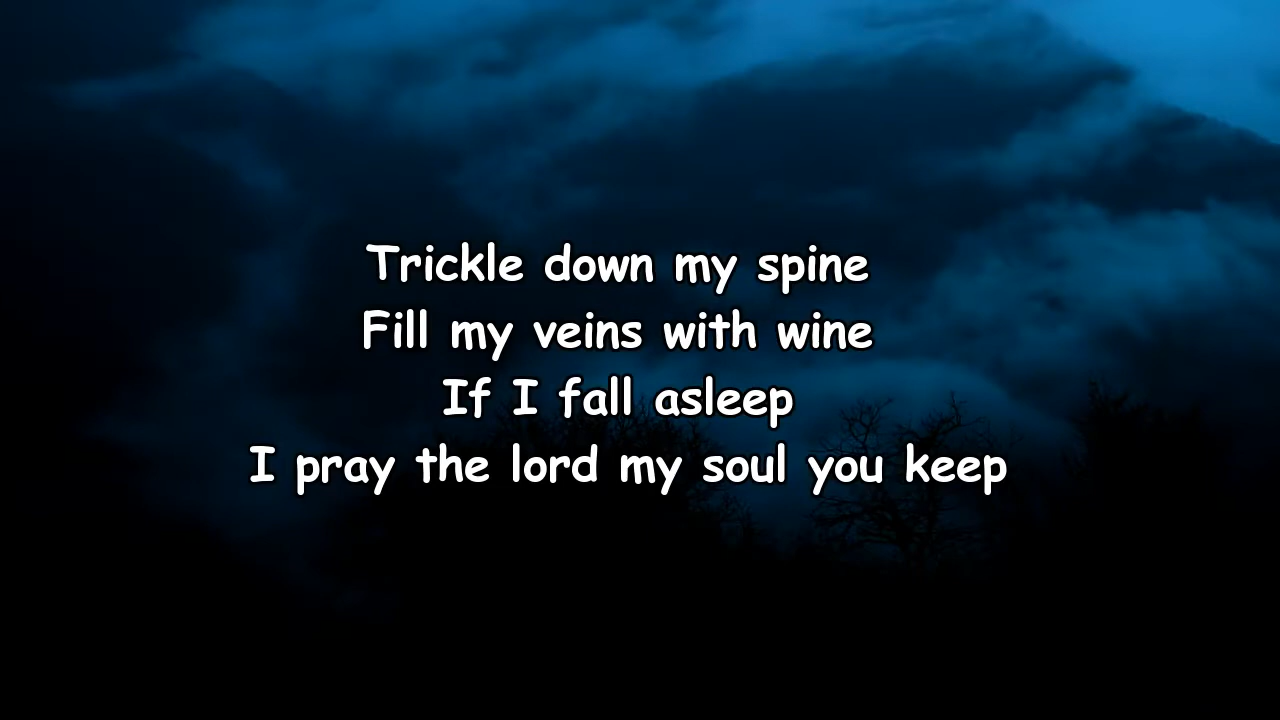 Trickle down my spine
Fill my veins with wine
If I fall asleep
I pray the lord my soul you keep